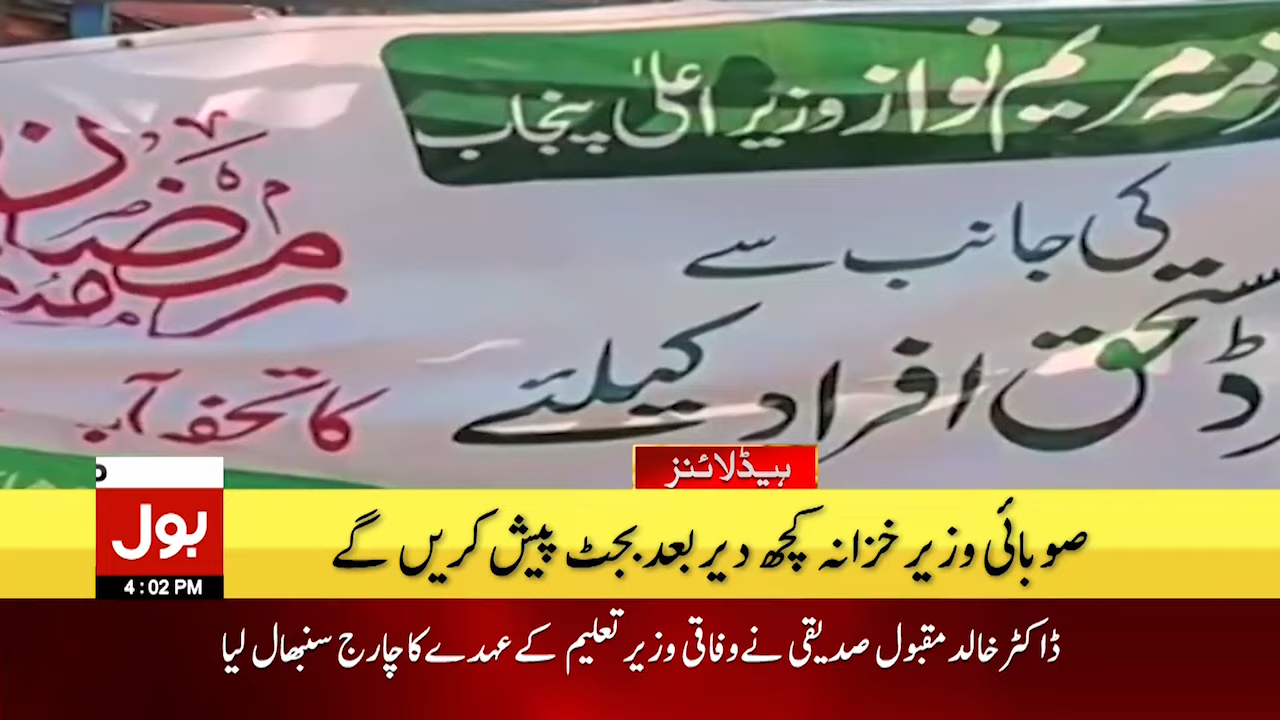 مریم نواز وزیر اعلیٰ پنجاب
کی جانب سے
افراد کیلئے
رمضان
کا تحفہ آپ
ہیڈلائنز
صوبائی وزیر خزانہ کچھ دیر بعد بجٹ پیش کریں گے
بول
4:02 PM
ڈاکٹر خالد مقبول صدیقی نے وفاقی وزیر تعلیم کے عہدے کا چارج سنبھال لیا